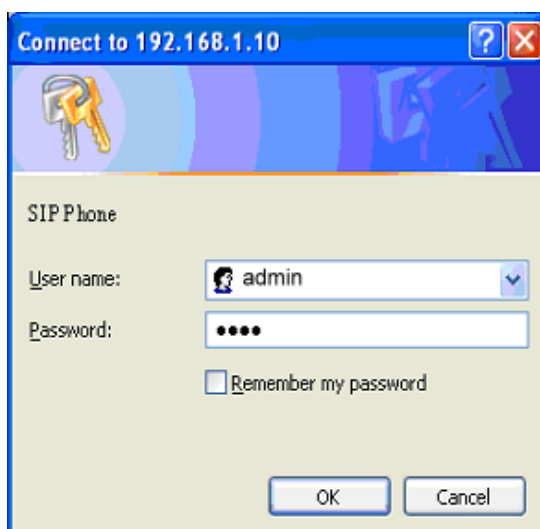 Connect to 192.168.1.10
SIP Phone
User name: admin
Password: ••••
Remember my password
OK Cancel